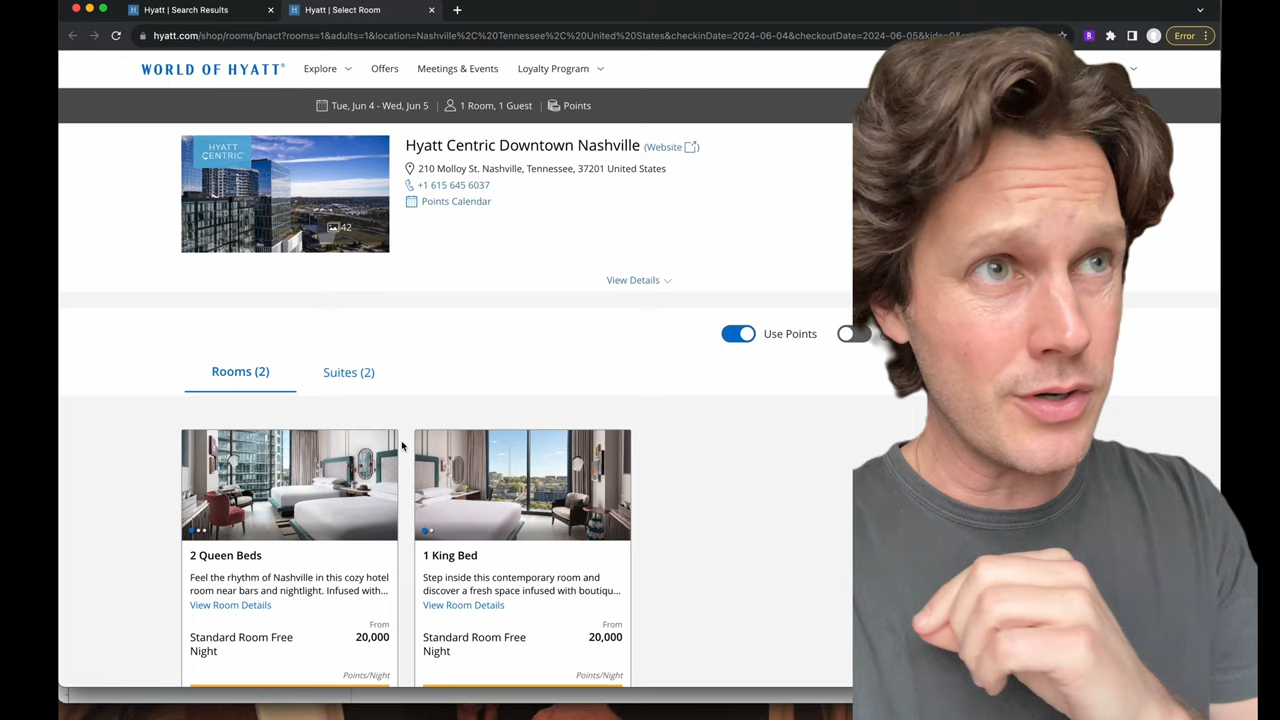 Hyatt | Search Results
Hyatt | Select Room
hyatt.com/shop/rooms/bnact?rooms=1&adults=1&location=Nashville%2C%20Tennessee%2C%20United%20States&checkinDate=2024-06-04&checkoutDate=2024-06-05&kids=0
R
Error
WORLD OF HYATT®
Explore
Offers
Meetings & Events
Loyalty Program
Tue, Jun 4 - Wed, Jun 5
1 Room, 1 Guest
Points
HYATT
CENTRIC
42
Hyatt Centric Downtown Nashville (Website)
210 Molloy St. Nashville, Tennessee, 37201 United States
+1 615 645 6037
Points Calendar
View Details
Use Points
Rooms (2)
Suites (2)
2 Queen Beds
Feel the rhythm of Nashville in this cozy hotel
room near bars and nightlight. Infused with...
View Room Details
From
Standard Room Free
Night
20,000
Points/Night
1 King Bed
Step inside this contemporary room and
discover a fresh space infused with boutiqu...
View Room Details
From
Standard Room Free
Night
20,000
Points/Night